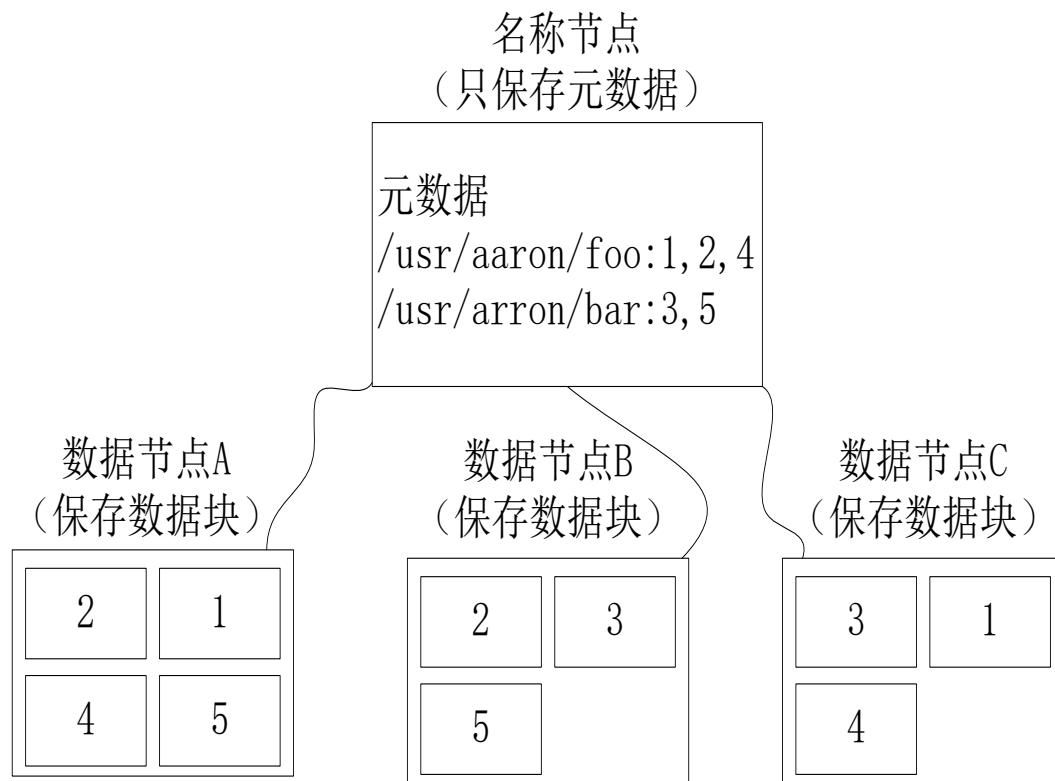 名称节点
（只保存元数据）
元数据
/usr/aaron/foo:1,2,4
/usr/arron/bar:3,5
数据节点A
（保存数据块）
2 1
4 5
数据节点B
（保存数据块）
2 3
5
数据节点C
（保存数据块）
3 1
4